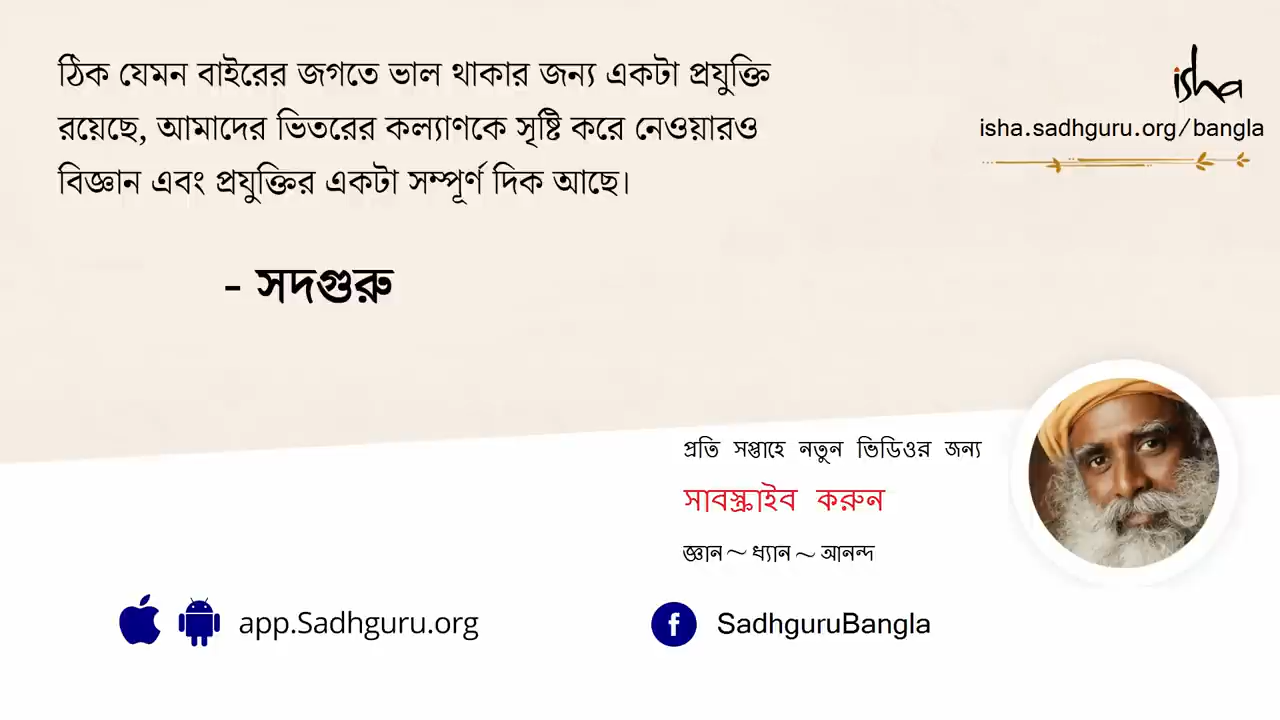 ঠিক যেমন বাইরের জগতে ভাল থাকার জন্য একটা প্রযুক্তি
রয়েছে, আমাদের ভিতরের কল্যাণকে সৃষ্টি করে নেওয়ারও
বিজ্ঞান এবং প্রযুক্তির একটা সম্পূর্ণ দিক আছে।
- সদগুরু
isha
isha.sadhguru.org/bangla
প্রতি সপ্তাহে নতুন ভিডিওর জন্য
সাবস্ক্রাইব করুন
জ্ঞান ~ ধ্যান ~ আনন্দ
app.Sadhguru.org
f SadhguruBangla